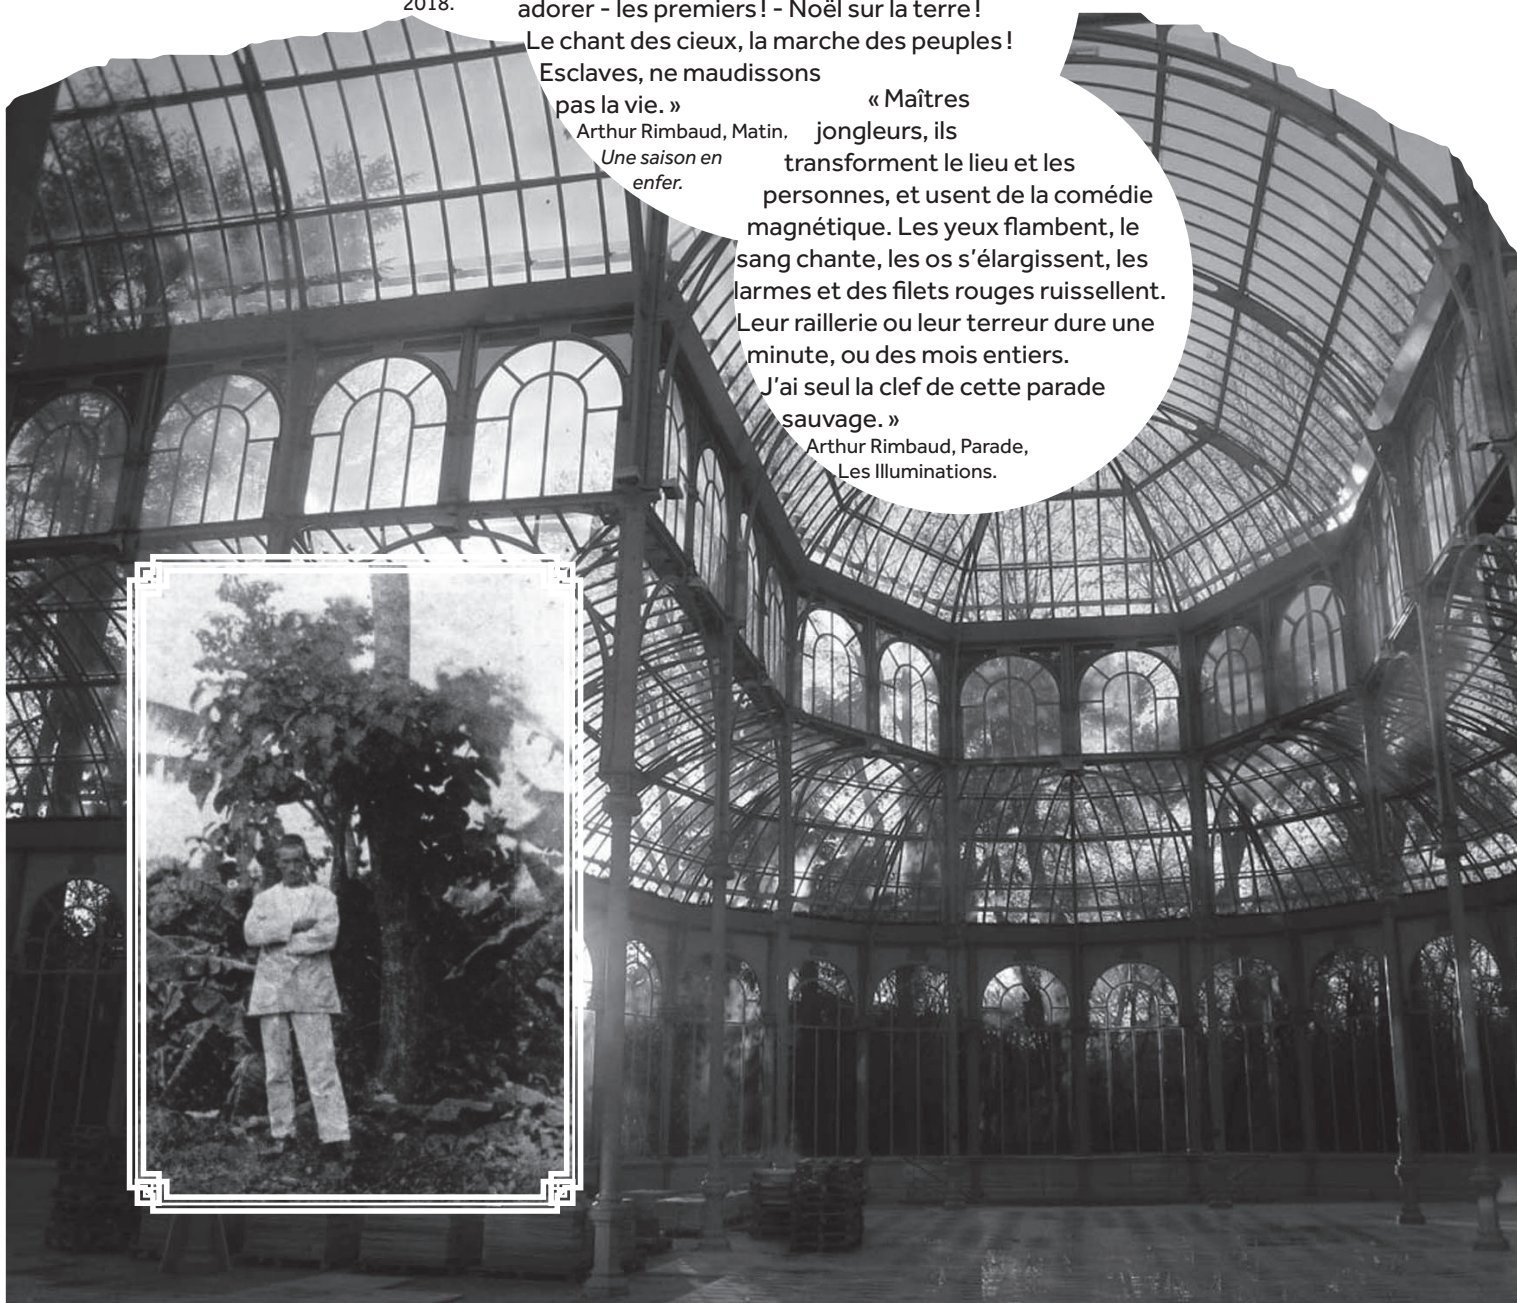 2018.
adorer - les premiers ! - Noël sur la terre !
Le chant des cieux, la marche des peuples !
Esclaves, ne maudissons
pas la vie. »
Arthur Rimbaud, Matin.
Une saison en
enfer.
« Maîtres
jongleurs, ils
transforment le lieu et les
personnes, et usent de la comédie
magnétique. Les yeux flambent, le
sang chante, les os s’élargissent, les
larmes et des filets rouges ruissellent.
Leur raillerie ou leur terreur dure une
minute, ou des mois entiers.
J’ai seul la clef de cette parade
sauvage. »
Arthur Rimbaud, Parade,
Les Illuminations.